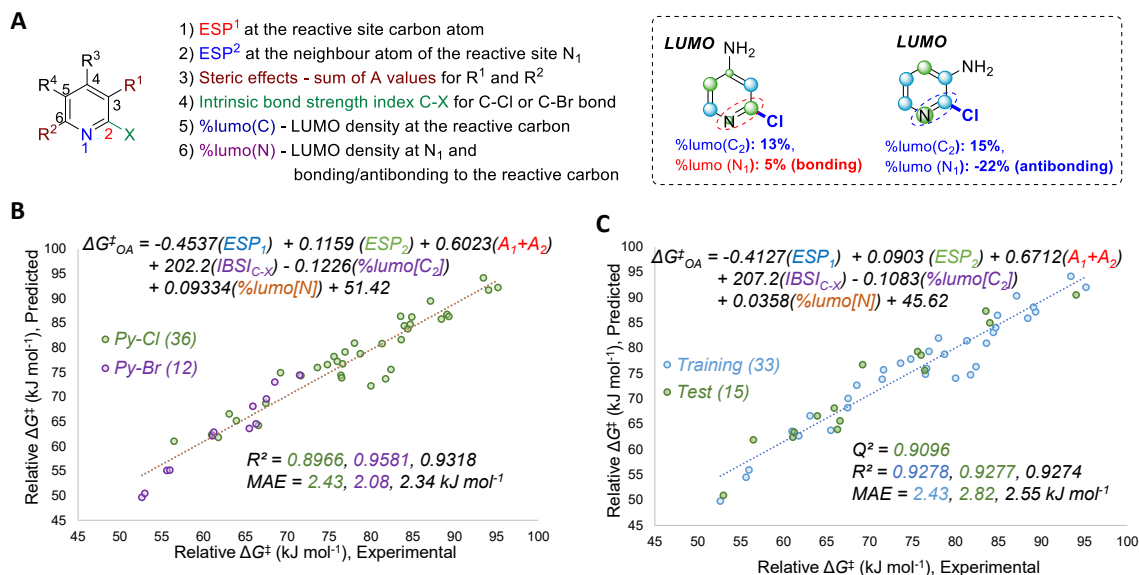 A
R³
R⁴
R¹
R²
X
N
1
2
3
4
5
6
1) ESP¹ at the reactive site carbon atom
2) ESP² at the neighbour atom of the reactive site N₁
3) Steric effects - sum of A values for R¹ and R²
4) Intrinsic bond strength index C-X for C-Cl or C-Br bond
5) %lumo(C) - LUMO density at the reactive carbon
6) %lumo(N) - LUMO density at N₁ and
bonding/antibonding to the reactive carbon
LUMO
NH₂
N
Cl
%lumo(C₂): 13%,
%lumo (N₁): 5% (bonding)
LUMO
NH₂
N
Cl
%lumo(C₂): 15%,
%lumo (N₁): -22% (antibonding)
B
ΔG‡OA = -0.4537(ESP₁) + 0.1159 (ESP₂) + 0.6023(A₁+A₂)
+ 202.2(IBSI_C-X) - 0.1226(%lumo[C₂])
+ 0.09334(%lumo[N]) + 51.42
Py-Cl (36)
Py-Br (12)
R² = 0.8966, 0.9581, 0.9318
MAE = 2.43, 2.08, 2.34 kJ mol⁻¹
Relative ΔG‡ (kJ mol⁻¹), Predicted
100
95
90
85
80
75
70
65
60
55
50
45
45 50 55 60 65 70 75 80 85 90 95 100
Relative ΔG‡ (kJ mol⁻¹), Experimental
C
ΔG‡OA = -0.4127(ESP₁) + 0.0903 (ESP₂) + 0.6712(A₁+A₂)
+ 207.2(IBSI_C-X) - 0.1083(%lumo[C₂])
+ 0.0358(%lumo[N]) + 45.62
Training (33)
Test (15)
Q² = 0.9096
R² = 0.9278, 0.9277, 0.9274
MAE = 2.43, 2.82, 2.55 kJ mol⁻¹
Relative ΔG‡ (kJ mol⁻¹), Predicted
100
95
90
85
80
75
70
65
60
55
50
45
45 50 55 60 65 70 75 80 85 90 95 100
Relative ΔG‡ (kJ mol⁻¹), Experimental